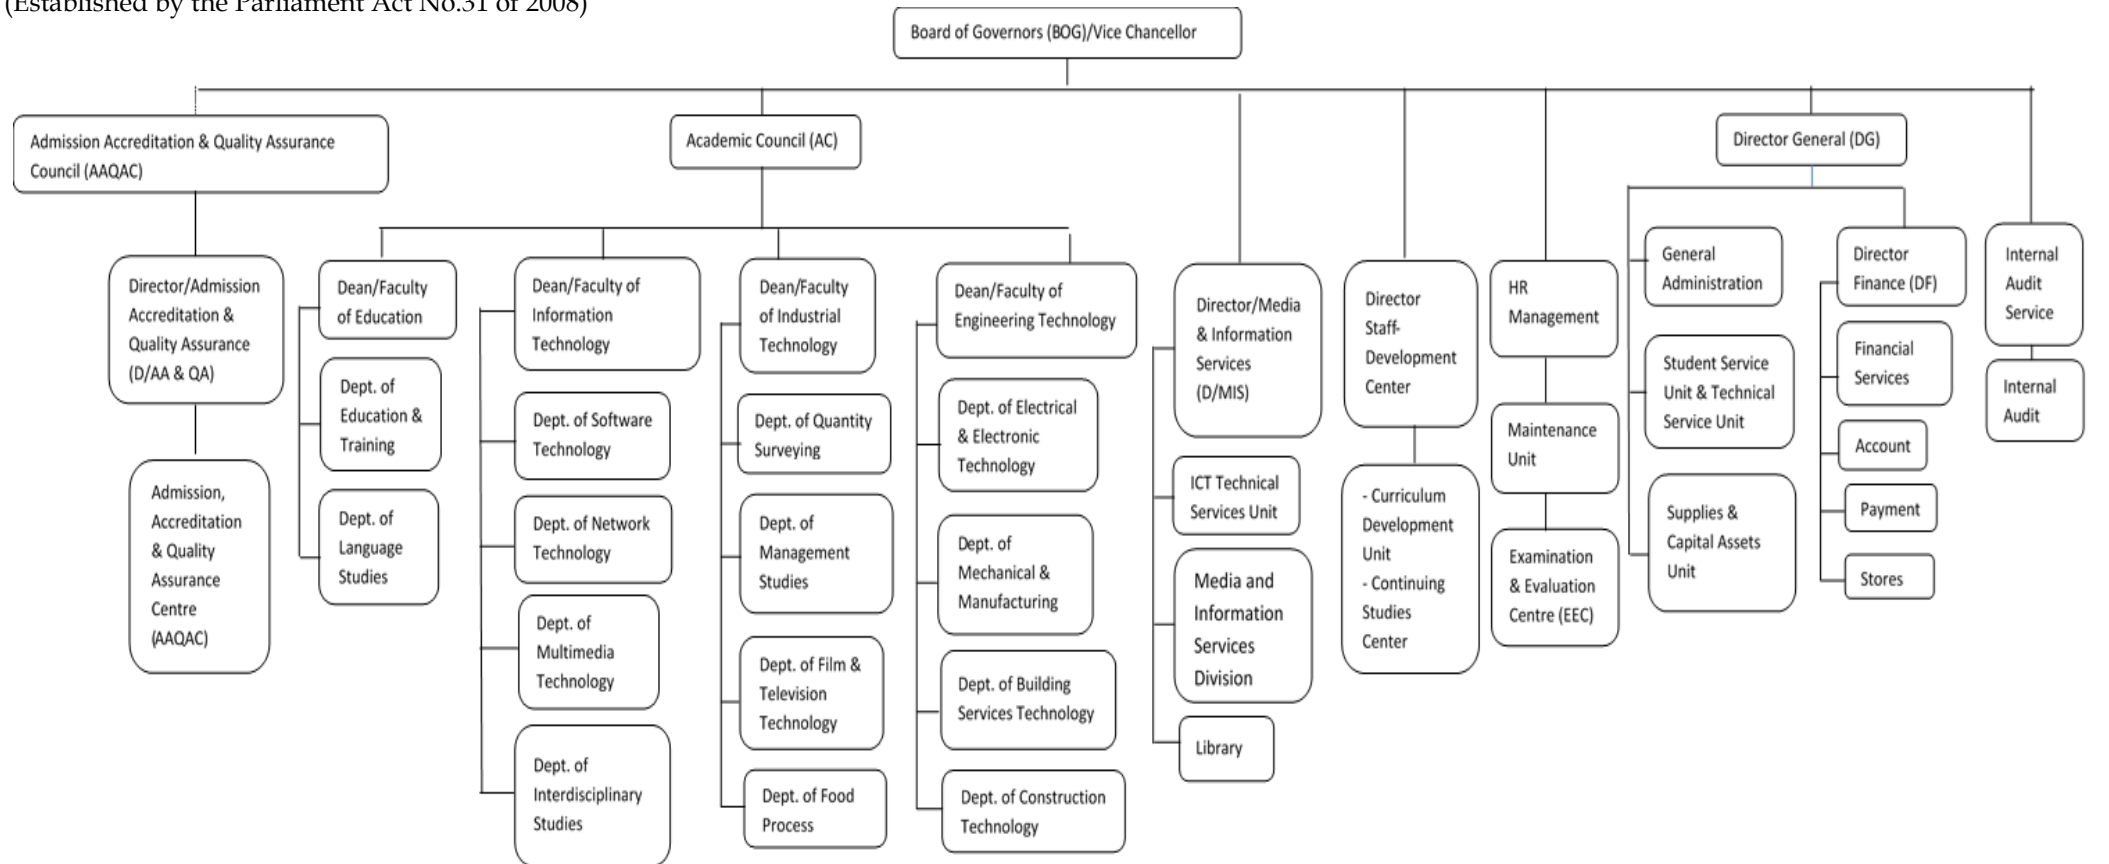 (Established by the Parliament Act No.31 of 2008)
Board of Governors (BOG)/Vice Chancellor
Admission Accreditation & Quality Assurance
Council (AAQAC)
Academic Council (AC)
Director General (DG)
Director/Admission
Accreditation &
Quality Assurance
(D/AA & QA)
Admission,
Accreditation
& Quality
Assurance
Centre
(AAQAC)
Dean/Faculty
of Education
Dept. of
Education &
Training
Dept. of
Language
Studies
Dean/Faculty of
Information
Technology
Dept. of Software
Technology
Dept. of Network
Technology
Dept. of
Multimedia
Technology
Dept. of
Interdisciplinary
Studies
Dean/Faculty
of Industrial
Technology
Dept. of Quantity
Surveying
Dept. of
Management
Studies
Dept. of Film &
Television
Technology
Dept. of Food
Process
Dean/Faculty of
Engineering Technology
Dept. of Electrical
& Electronic
Technology
Dept. of
Mechanical &
Manufacturing
Dept. of Building
Services Technology
Dept. of Construction
Technology
Director/Media
& Information
Services
(D/MIS)
ICT Technical
Services Unit
Media and
Information
Services
Division
Library
Director
Staff-
Development
Center
- Curriculum
Development
Unit
- Continuing
Studies
Center
HR
Management
Maintenance
Unit
Examination
& Evaluation
Centre (EEC)
General
Administration
Student Service
Unit & Technical
Service Unit
Supplies &
Capital Assets
Unit
Director
Finance (DF)
Financial
Services
Account
Payment
Stores
Internal
Audit
Service
Internal
Audit